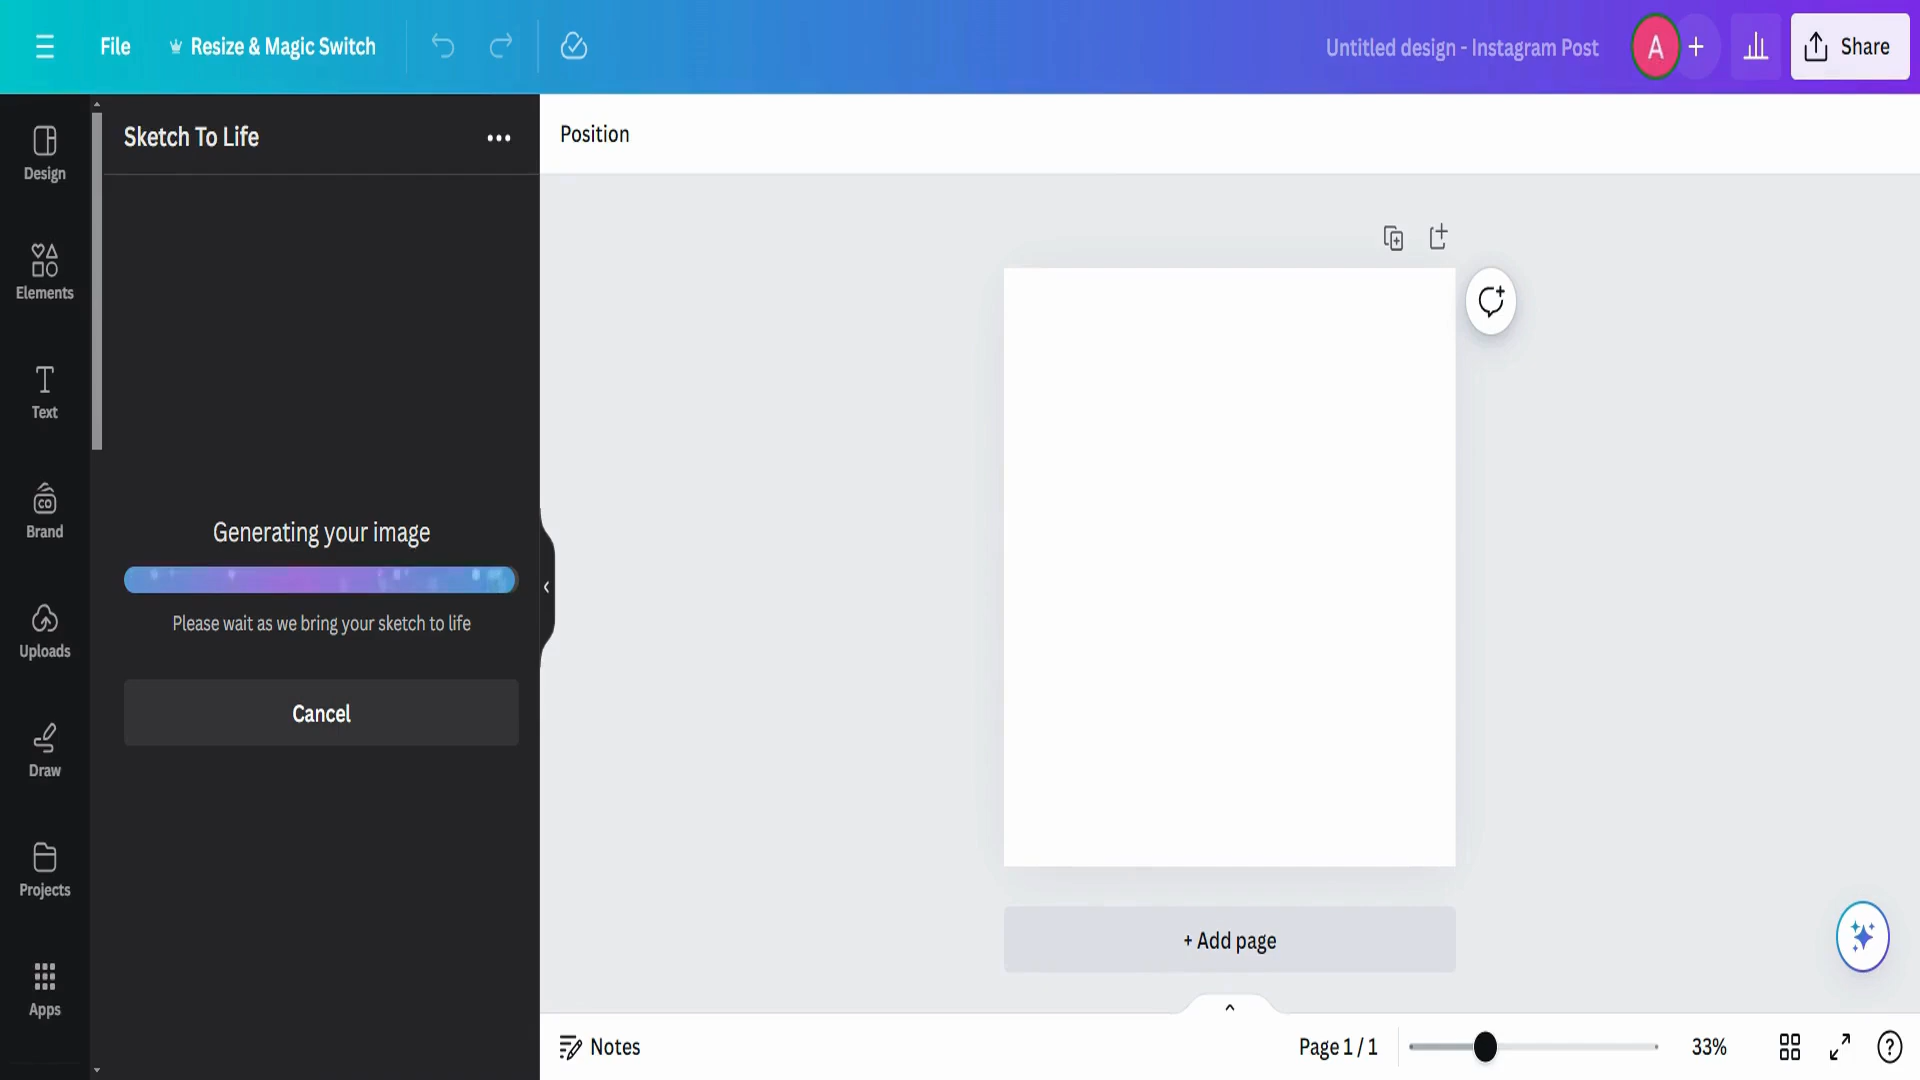 File
Resize & Magic Switch
Untitled design - Instagram Post
A
Share
Design
Elements
Text
CO
Brand
Uploads
Draw
Projects
Apps
Sketch To Life
Generating your image
Please wait as we bring your sketch to life
Cancel
Position
+ Add page
Notes
Page 1 / 1
33%
?